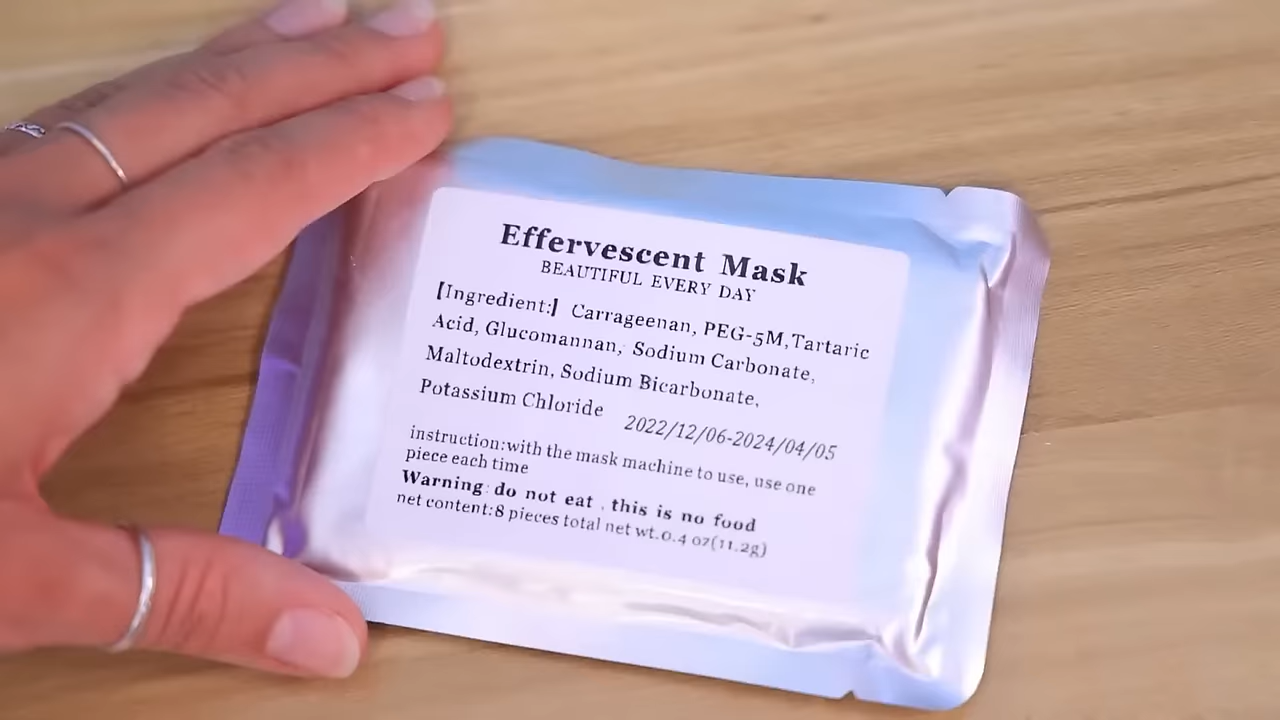 Effervescent Mask
BEAUTIFUL EVERY DAY
【Ingredient:】 Carrageenan, PEG-5M,Tartaric
Acid, Glucomannan, Sodium Carbonate,
Maltodextrin, Sodium Bicarbonate,
Potassium Chloride 2022/12/06-2024/04/05
instruction:with the mask machine to use, use one
piece each time
Warning: do not eat , this is no food
net content:8 pieces total net wt.0.4 oz(11.2g)